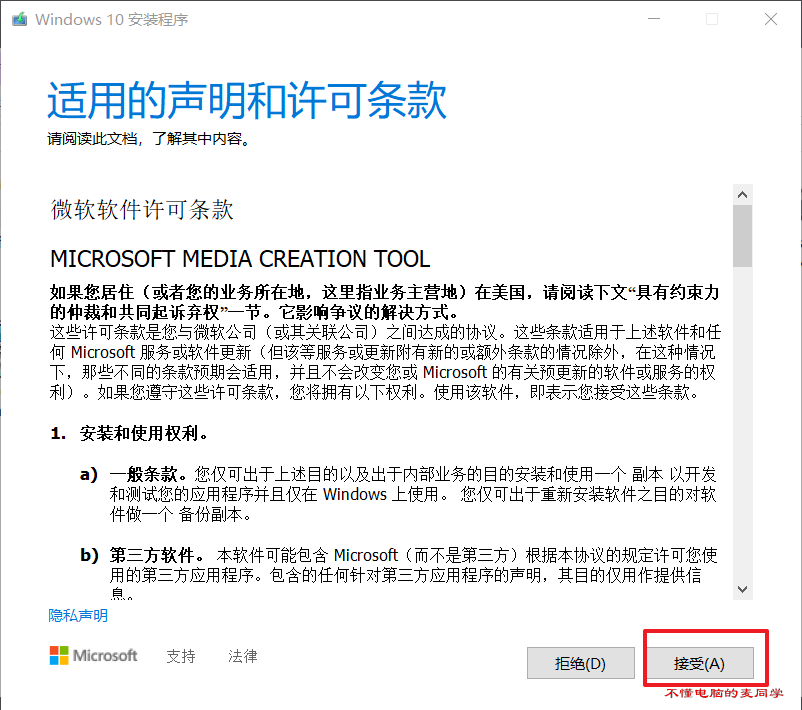 Windows 10 安装程序
适用的声明和许可条款
请阅读此文档，了解其中内容。
微软软件许可条款
MICROSOFT MEDIA CREATION TOOL
如果您居住（或者您的业务所在地，这里指业务主营地）在美国，请阅读下文“具有约束力
的仲裁和共同起诉弃权”一节。它影响争议的解决方式。
这些许可条款是您与微软公司（或其关联公司）之间达成的协议。这些条款适用于上述软件和任
何 Microsoft 服务或软件更新（但该等服务或更新附有新的或额外条款的情况除外，在这种情况
下，那些不同的条款预期会适用，并且不会改变您或 Microsoft 的有关预更新的软件或服务的权
利）。如果您遵守这些许可条款，您将拥有以下权利。使用该软件，即表示您接受这些条款。
1. 安装和使用权利。
a) 一般条款。您仅可出于上述目的以及出于内部业务的目的安装和使用一个 副本 以开发
和测试您的应用程序并且仅在 Windows 上使用。 您仅可出于重新安装软件之目的对软
件做一个 备份副本。
b) 第三方软件。 本软件可能包含 Microsoft（而不是第三方）根据本协议的规定许可您使
用的第三方应用程序。包含的任何针对第三方应用程序的声明，其目的仅用作提供信
息。
隐私声明
Microsoft 支持 法律
拒绝(D) 接受(A)
不懂电脑的麦同学